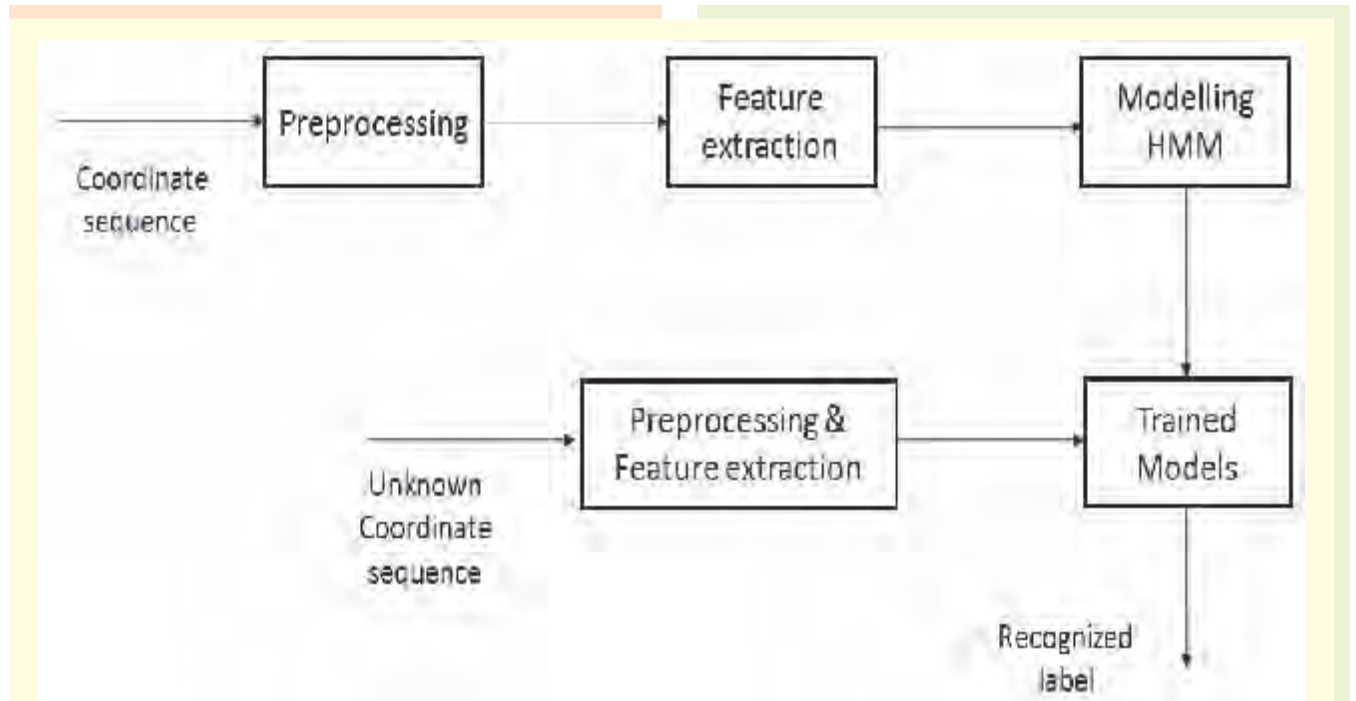 Preprocessing
Feature
extraction
Modelling
HMM
Coordinate
sequence
Preprocessing &
Feature extraction
Trained
Models
Unknown
Coordinate
sequence
Recognized
label